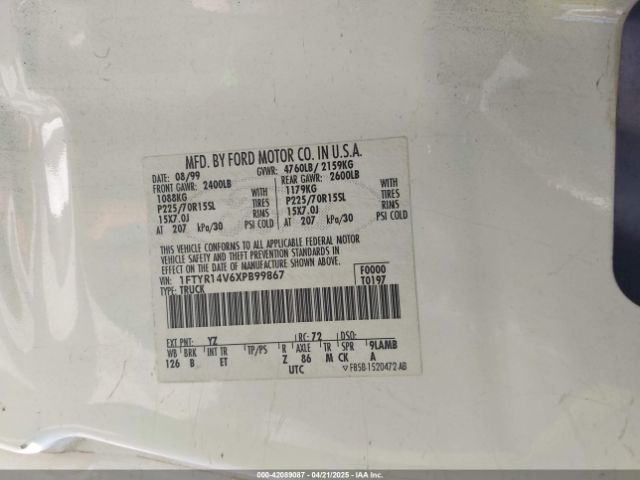 MFD. BY FORD MOTOR CO. IN U.S.A.
DATE: 08/99 GVWR: 4760LB/ 2159KG
FRONT GAWR: 2400LB REAR GAWR: 2600LB
1088KG WITH 1179KG WITH
P225/70R15SL TIRES P225/70R15SL TIRES
15X7.0J RIMS 15X7.0J RIMS
AT 207 kPa/30 PSI COLD AT 207 kPa/30 PSI COLD
THIS VEHICLE CONFORMS TO ALL APPLICABLE FEDERAL MOTOR
VEHICLE SAFETY AND THEFT PREVENTION STANDARDS IN
EFFECT ON THE DATE OF MANUFACTURE SHOWN ABOVE.
VIN: 1FTYR14V6XPB99867 F0000
TYPE: TRUCK T0197
EXT PNT: YZ RC: 72 DSO:
WB BRK INT TR TP/PS R AXLE TR SPR 9LAMB
126 B ET Z 86 M CK A
UTC F85B-1520472-AB
000-42089087 - 04/21/2025 - IAAI.COM